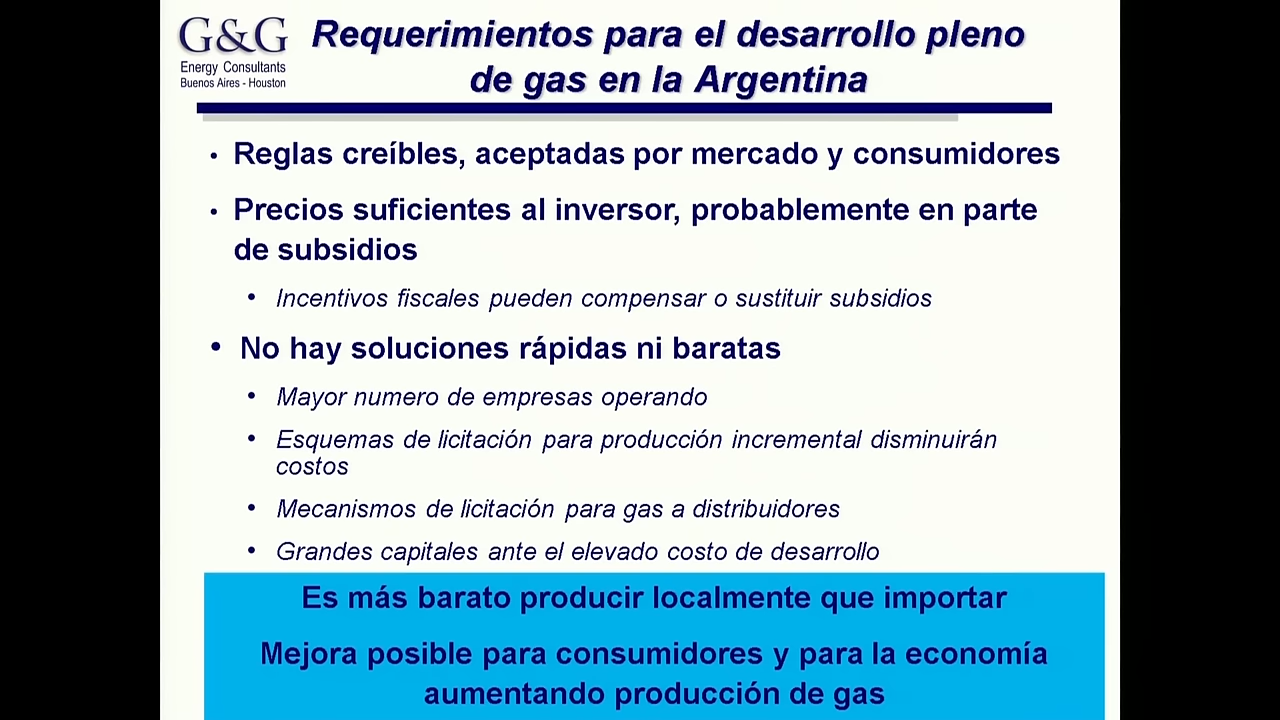 G&G
Energy Consultants
Buenos Aires - Houston
Requerimientos para el desarrollo pleno
de gas en la Argentina
• Reglas creíbles, aceptadas por mercado y consumidores
• Precios suficientes al inversor, probablemente en parte
de subsidios
• Incentivos fiscales pueden compensar o sustituir subsidios
• No hay soluciones rápidas ni baratas
• Mayor numero de empresas operando
• Esquemas de licitación para producción incremental disminuirán
costos
• Mecanismos de licitación para gas a distribuidores
• Grandes capitales ante el elevado costo de desarrollo
Es más barato producir localmente que importar
Mejora posible para consumidores y para la economía
aumentando producción de gas